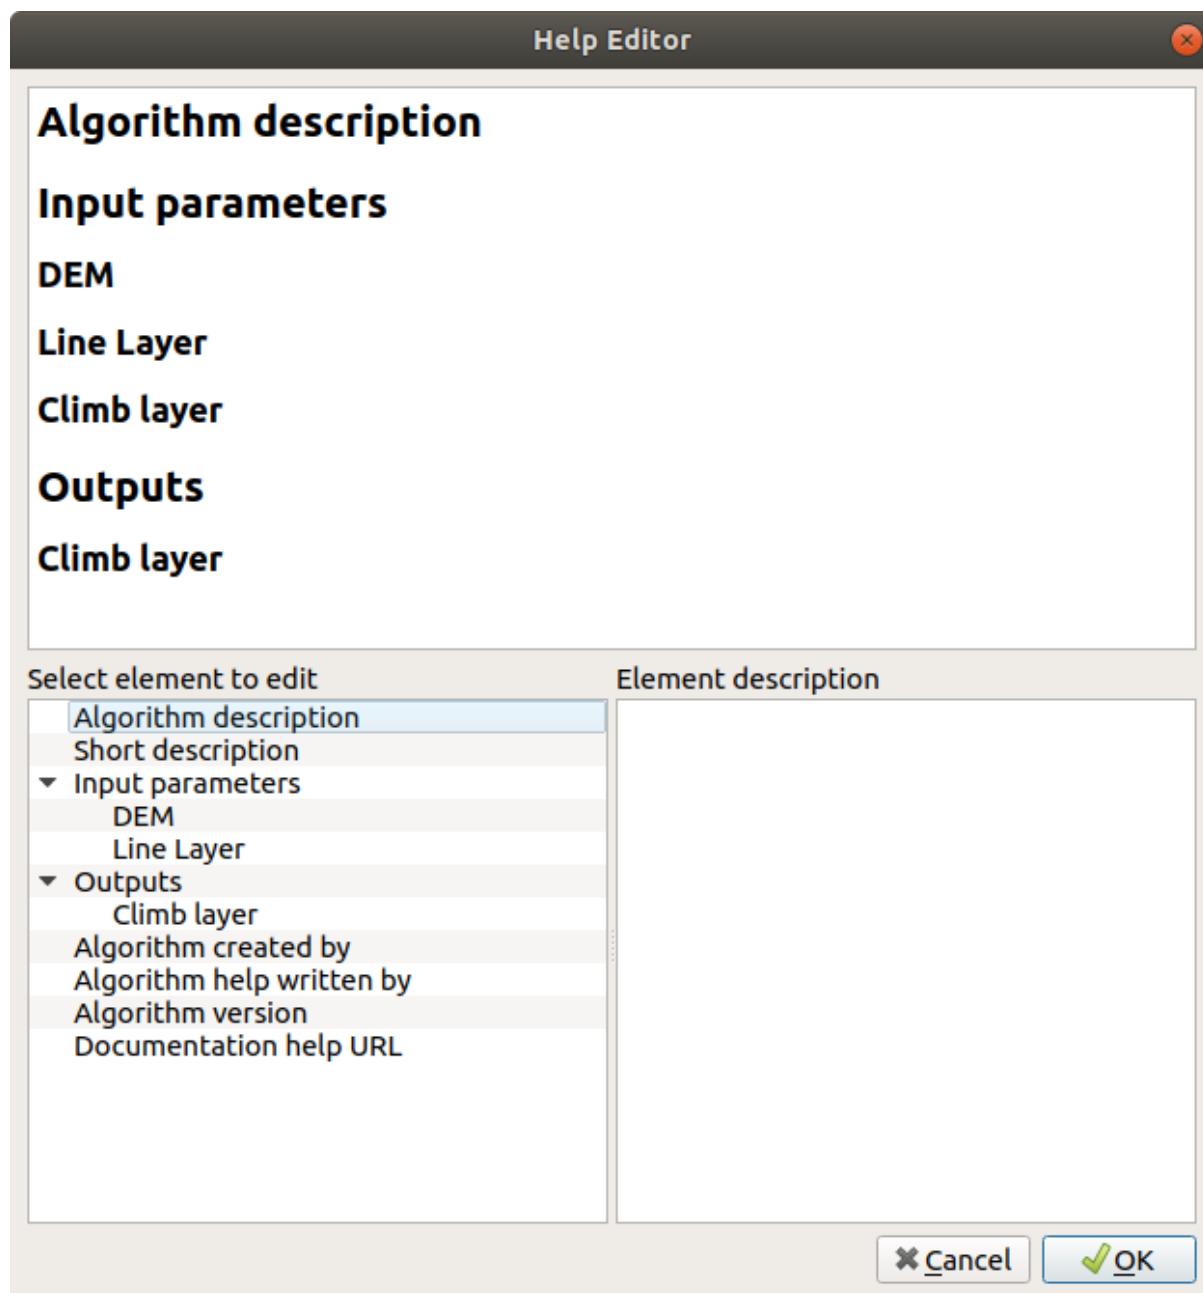 Help Editor
Algorithm description
Input parameters
DEM
Line Layer
Climb layer
Outputs
Climb layer
Select element to edit
Algorithm description
Short description
Input parameters
DEM
Line Layer
Outputs
Climb layer
Algorithm created by
Algorithm help written by
Algorithm version
Documentation help URL
Element description
Cancel
OK